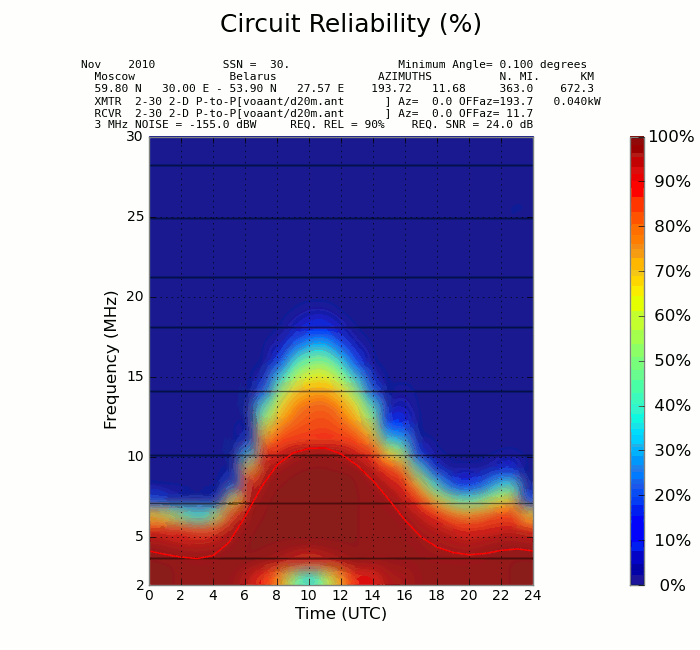 Circuit Reliability (%)
Nov 2010 SSN = 30. Minimum Angle= 0.100 degrees
Moscow Belarus AZIMUTHS N. MI. KM
59.80 N 30.00 E - 53.90 N 27.57 E 193.72 11.68 363.0 672.3
XMTR 2-30 2-D P-to-P[voaant/d20m.ant ] Az= 0.0 OFFaz=193.7 0.040kW
RCVR 2-30 2-D P-to-P[voaant/d20m.ant ] Az= 0.0 OFFaz= 11.7
3 MHz NOISE = -155.0 dBW REQ. REL = 90% REQ. SNR = 24.0 dB
30
25
20
15
10
5
2
Frequency (MHz)
0 2 4 6 8 10 12 14 16 18 20 22 24
Time (UTC)
100%
90%
80%
70%
60%
50%
40%
30%
20%
10%
0%